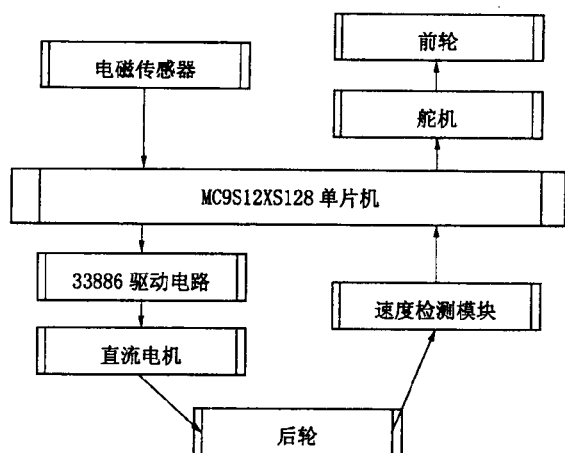 前轮
电磁传感器
舵机
MC9S12XS128 单片机
33886 驱动电路
速度检测模块
直流电机
后轮